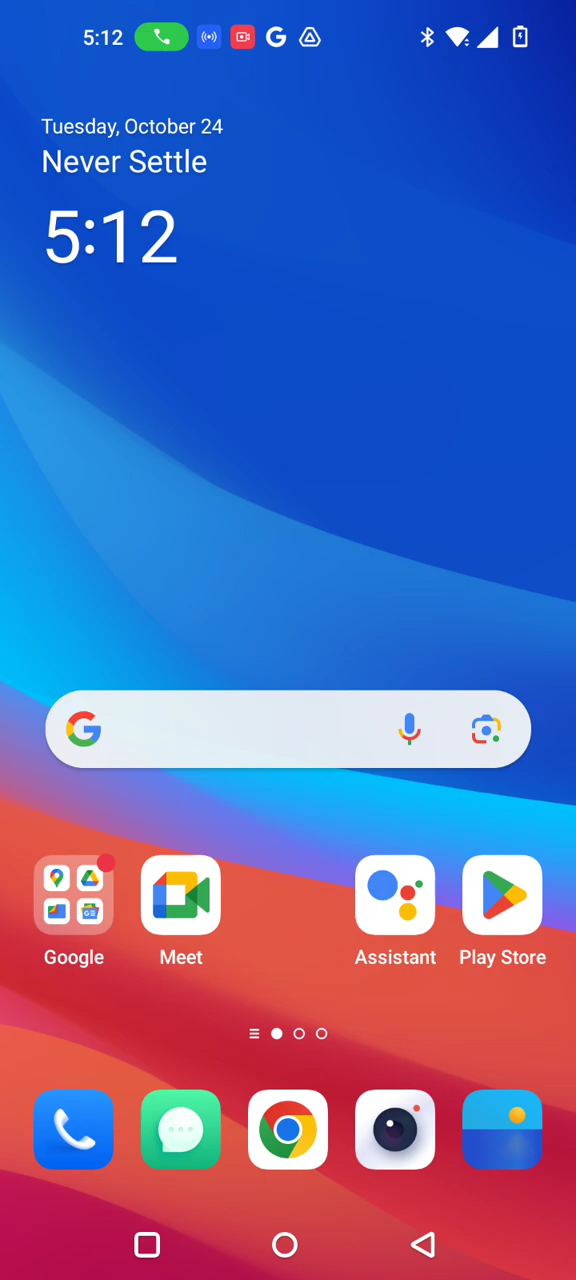 5:12
Tuesday, October 24
Never Settle
5:12
Google
Meet
Assistant
Play Store